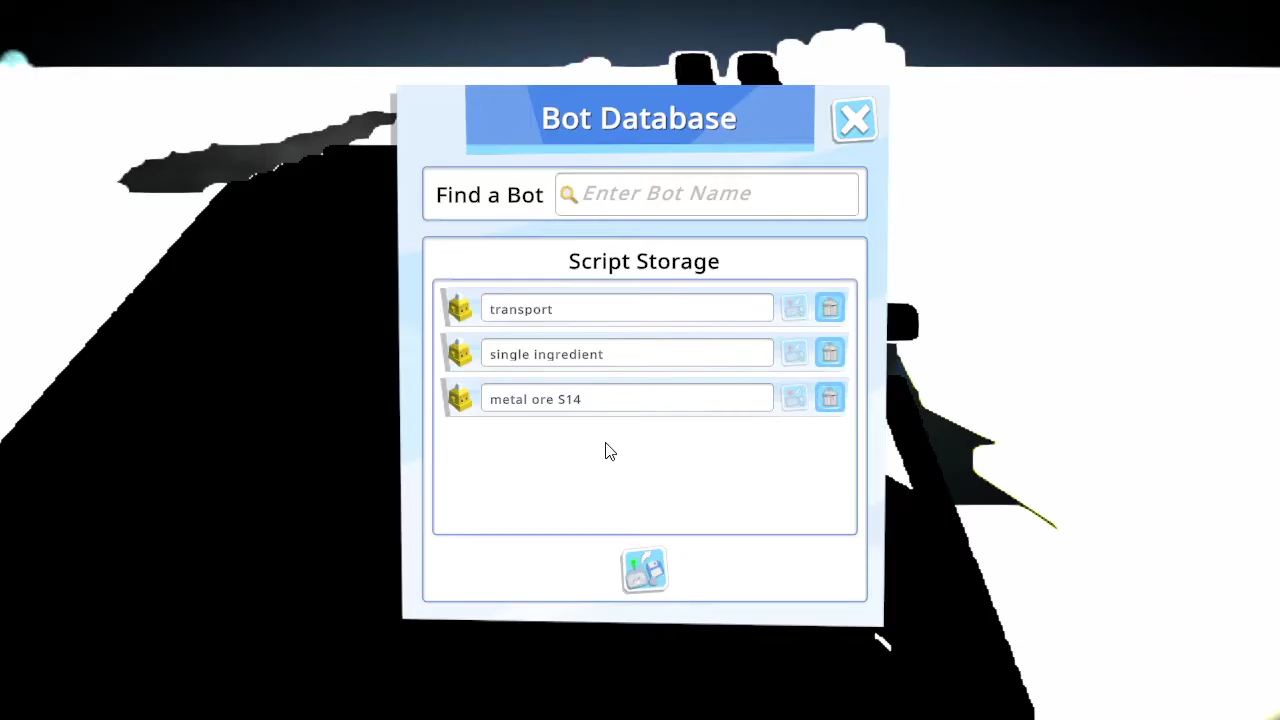 Bot Database
Find a Bot
Enter Bot Name
Script Storage
transport
single ingredient
metal ore S14